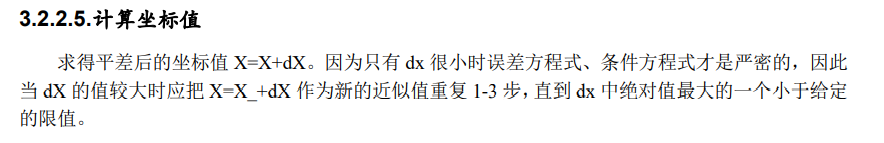 3.2.2.5.计算坐标值
求得平差后的坐标值 X=X+dX。因为只有 dx 很小时误差方程式、条件方程式才是严密的，因此
当 dX 的值较大时应把 X=X_+dX 作为新的近似值重复 1-3 步，直到 dx 中绝对值最大的一个小于给定
的限值。